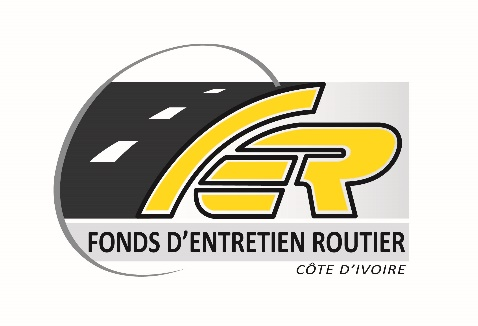 FER
FONDS D'ENTRETIEN ROUTIER
CÔTE D'IVOIRE